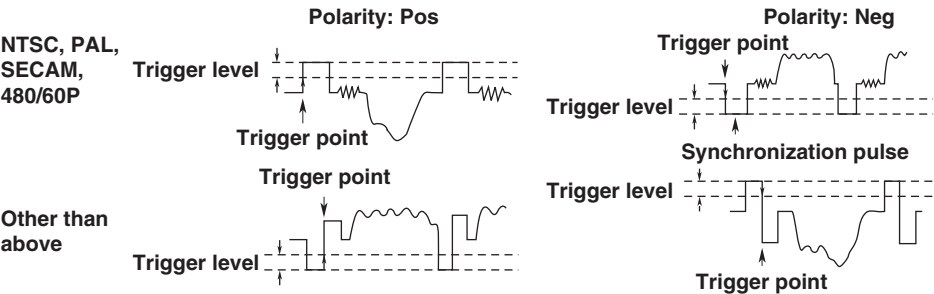 Polarity: Pos
Polarity: Neg
NTSC, PAL,
SECAM,
480/60P
Trigger level
Trigger point
Trigger point
Trigger level
Synchronization pulse
Other than
above
Trigger point
Trigger level
Trigger level
Trigger point